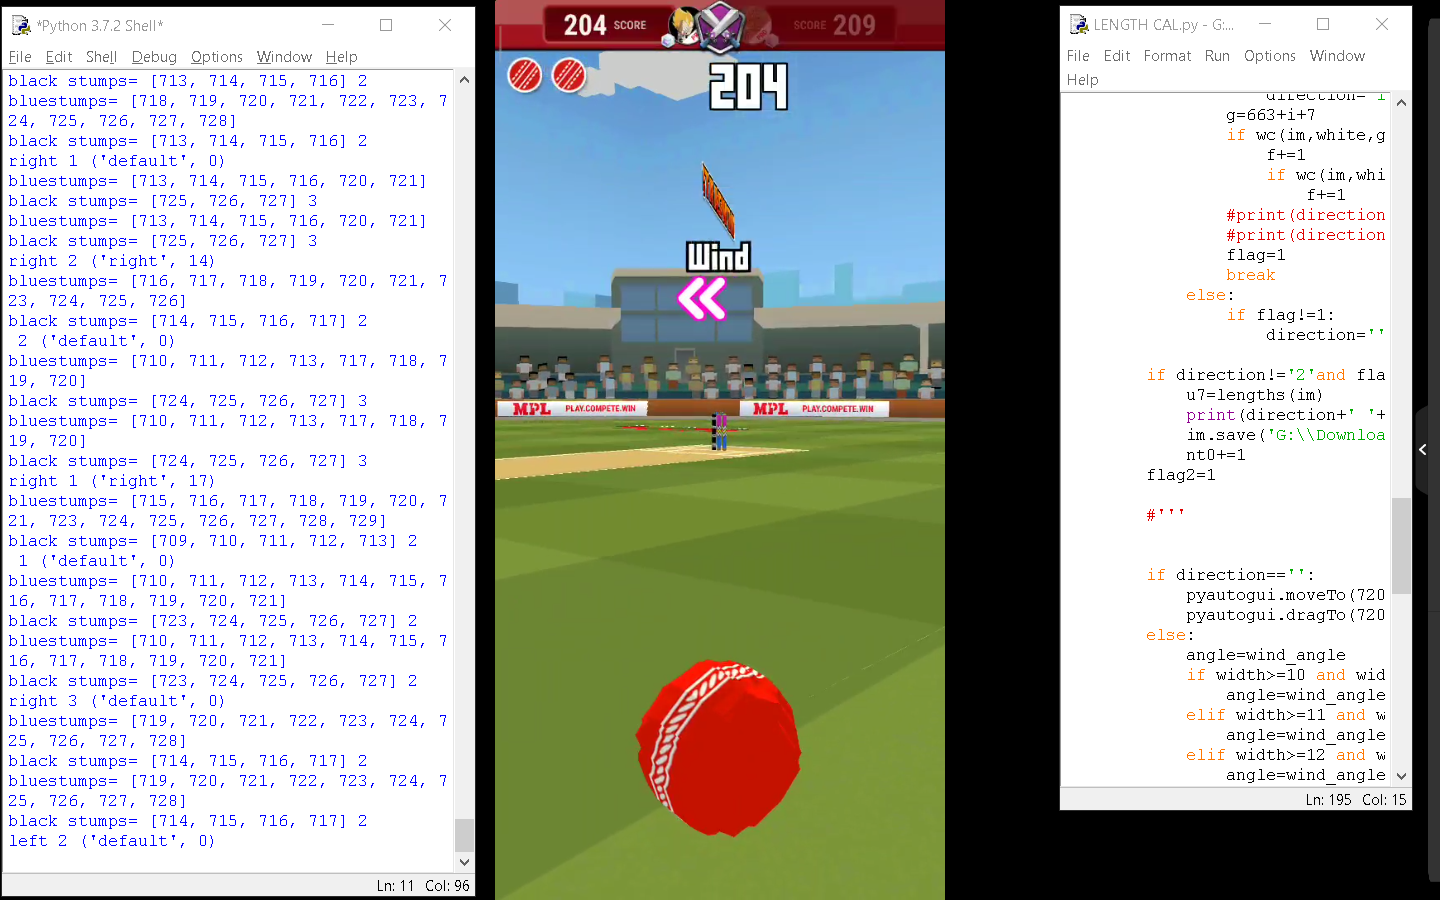 *Python 3.7.2 Shell*
File Edit Shell Debug Options Window Help
black stumps= [713, 714, 715, 716] 2
bluestumps= [718, 719, 720, 721, 722, 723, 7
24, 725, 726, 727, 728]
black stumps= [713, 714, 715, 716] 2
right 1 ('default', 0)
bluestumps= [713, 714, 715, 716, 720, 721]
black stumps= [725, 726, 727] 3
bluestumps= [713, 714, 715, 716, 720, 721]
black stumps= [725, 726, 727] 3
right 2 ('right', 14)
bluestumps= [716, 717, 718, 719, 720, 721, 7
23, 724, 725, 726]
black stumps= [714, 715, 716, 717] 2
2 ('default', 0)
bluestumps= [710, 711, 712, 713, 717, 718, 7
19, 720]
black stumps= [724, 725, 726, 727] 3
bluestumps= [710, 711, 712, 713, 717, 718, 7
19, 720]
black stumps= [724, 725, 726, 727] 3
right 1 ('right', 17)
bluestumps= [715, 716, 717, 718, 719, 720, 7
21, 723, 724, 725, 726, 727, 728, 729]
black stumps= [709, 710, 711, 712, 713] 2
1 ('default', 0)
bluestumps= [710, 711, 712, 713, 714, 715, 7
16, 717, 718, 719, 720, 721]
black stumps= [723, 724, 725, 726, 727] 2
bluestumps= [710, 711, 712, 713, 714, 715, 7
16, 717, 718, 719, 720, 721]
black stumps= [723, 724, 725, 726, 727] 2
right 3 ('default', 0)
bluestumps= [719, 720, 721, 722, 723, 724, 7
25, 726, 727, 728]
black stumps= [714, 715, 716, 717] 2
bluestumps= [719, 720, 721, 722, 723, 724, 7
25, 726, 727, 728]
black stumps= [714, 715, 716, 717] 2
left 2 ('default', 0)
Ln: 11 Col: 96
204 SCORE
SCORE 209
204
Wind
MPL PLAY.COMPETE.WIN
MPL PLAY.COMPETE.WIN
LENGTH CAL.py - G:...
File Edit Format Run Options Window
Help
direction='i
g=663+i+7
if wc(im,white,g
f+=1
if wc(im,whi
f+=1
#print(direction
#print(direction
flag=1
break
else:
if flag!=1:
direction=''
if direction!='2'and fla
u7=lengths(im)
print(direction+' '+
im.save('G:\\Downloa
nt0+=1
flag2=1
#'''
if direction=='':
pyautogui.moveTo(720
pyautogui.dragTo(720
else:
angle=wind_angle
if width>=10 and wid
angle=wind_angle
elif width>=11 and w
angle=wind_angle
elif width>=12 and w
angle=wind_angle
Ln: 195 Col: 15